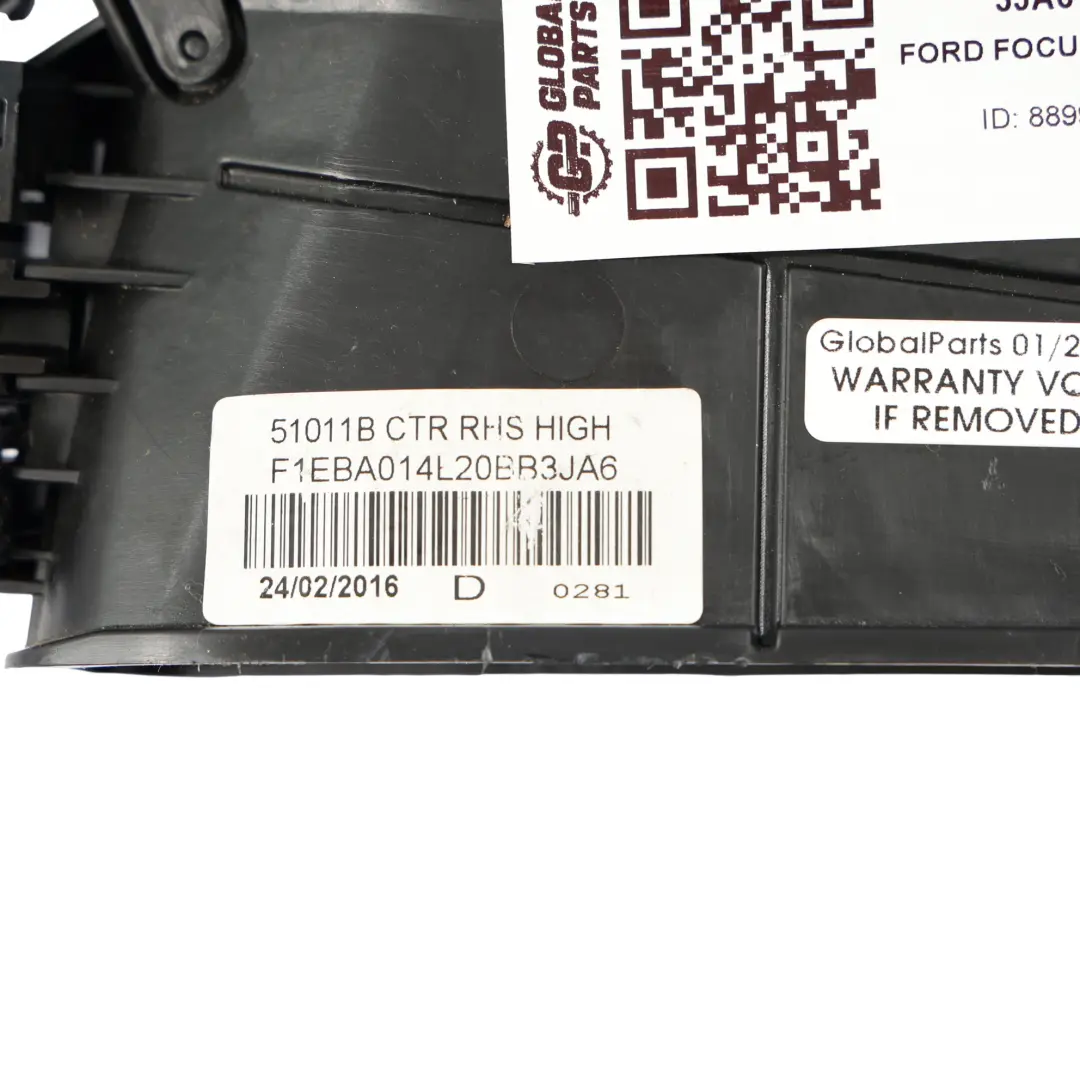 GLOBAL
PARTS
FORD FOCU
ID: 889
GlobalParts 01/2
WARRANTY VO
IF REMOVED
51011B CTR RHS HIGH
F1EBA014L20BB3JA6
24/02/2016 D 0281